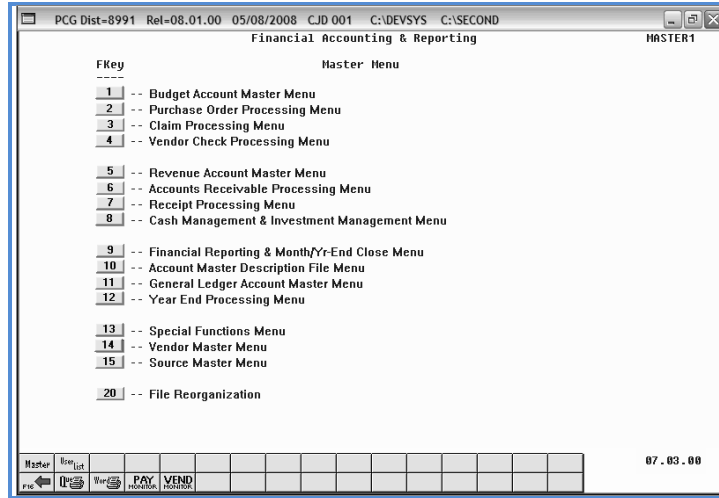 PCG Dist=8991 Rel=08.01.00 05/08/2008 CJD 001 C:\DEVSYS C:\SECOND
Financial Accounting & Reporting MASTER1
FKey Master Menu
----
1 -- Budget Account Master Menu
2 -- Purchase Order Processing Menu
3 -- Claim Processing Menu
4 -- Vendor Check Processing Menu
5 -- Revenue Account Master Menu
6 -- Accounts Receivable Processing Menu
7 -- Receipt Processing Menu
8 -- Cash Management & Investment Management Menu
9 -- Financial Reporting & Month/Yr-End Close Menu
10 -- Account Master Description File Menu
11 -- General Ledger Account Master Menu
12 -- Year End Processing Menu
13 -- Special Functions Menu
14 -- Vendor Master Menu
15 -- Source Master Menu
20 -- File Reorganization
Master User list 07.03.00
F16 Que Wor PAY MONITOR VEND MONITOR